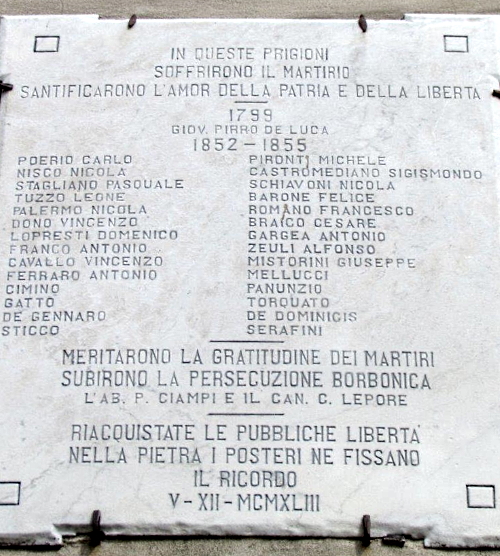 IN QUESTE PRIGIONI
SOFFRIRONO IL MARTIRIO
SANTIFICARONO L'AMOR DELLA PATRIA E DELLA LIBERTA
1799
GIOV. PIRRO DE LUCA
1852-1855
POERIO CARLO
NISCO NICOLA
STAGLIANO PASQUALE
TUZZO LEONE
PALERMO NICOLA
DONO VINCENZO
LOPRESTI DOMENICO
FRANCO ANTONIO
CAVALLO VINCENZO
FERRARO ANTONIO
CIMINO
GATTO
DE GENNARO
STICCO
PIRONTI MICHELE
CASTROMEDIANO SIGISMONDO
SCHIAVONI NICOLA
BARONE FELICE
ROMANO FRANCESCO
BRAICO CESARE
GARGEA ANTONIO
ZEULI ALFONSO
MISTORINI GIUSEPPE
MELLUCCI
PANUNZIO
TORQUATO
DE DOMINICIS
SERAFINI
MERITARONO LA GRATITUDINE DEI MARTIRI
SUBIRONO LA PERSECUZIONE BORBONICA
L'AB. P. CIAMPI E IL CAN. G. LEPORE
RIACQUISTATE LE PUBBLICHE LIBERTA'
NELLA PIETRA I POSTERI NE FISSANO
IL RICORDO
V-XII-MCMXLIII